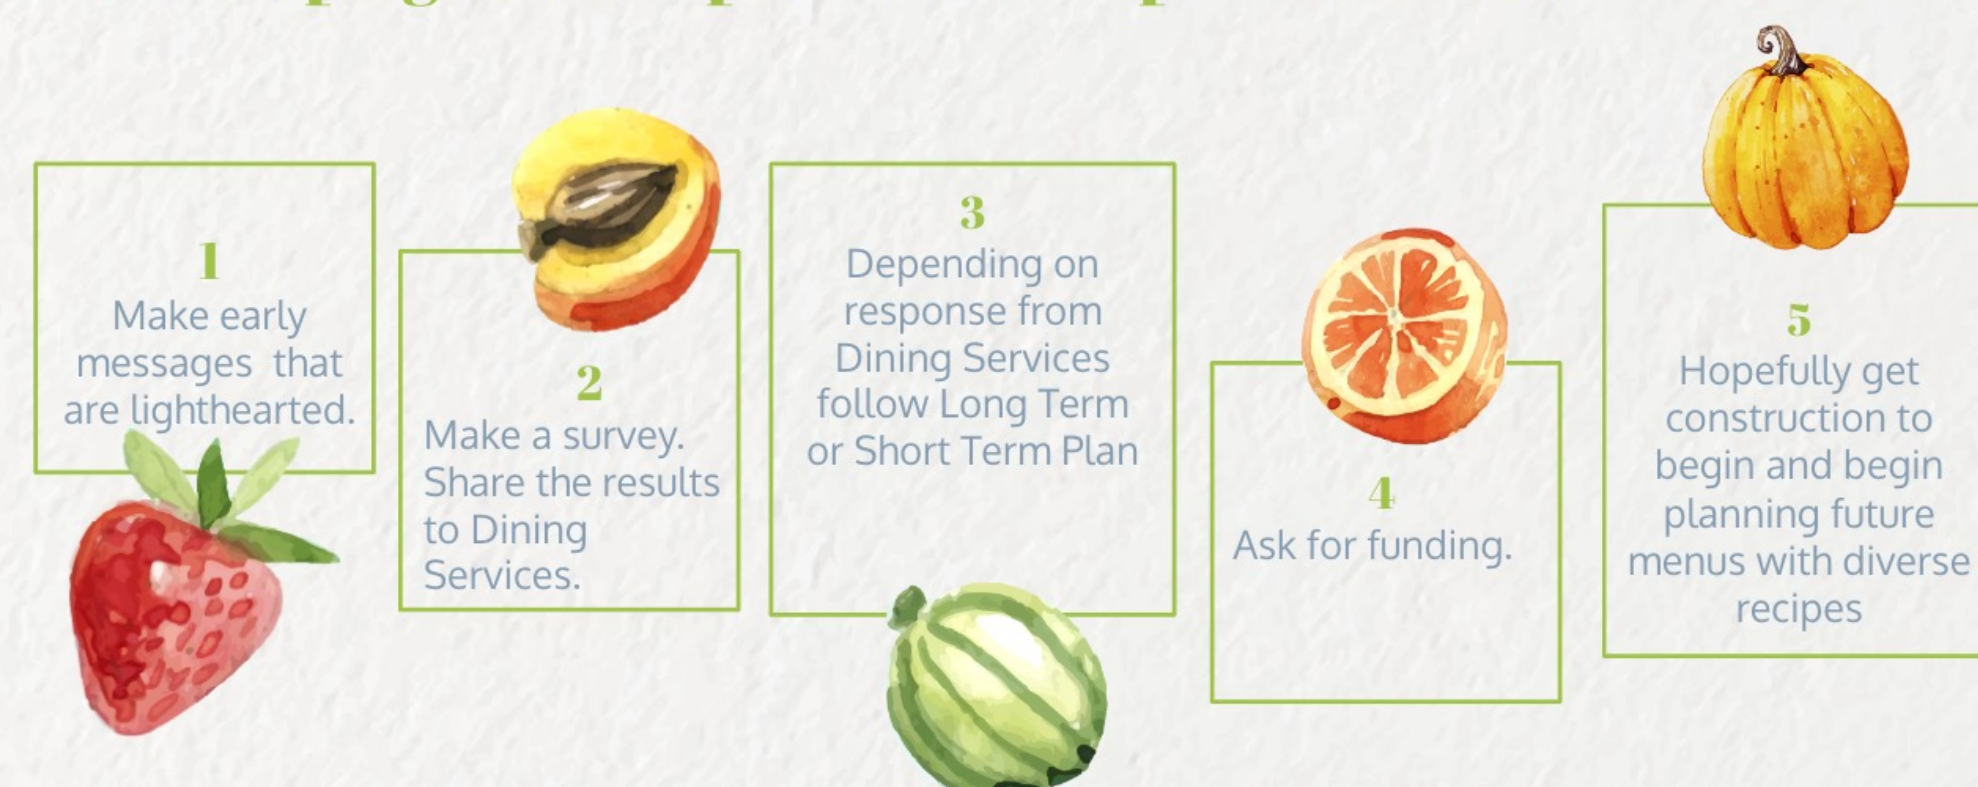 1
Make early
messages that
are lighthearted.
2
Make a survey.
Share the results
to Dining
Services.
3
Depending on
response from
Dining Services
follow Long Term
or Short Term Plan
4
Ask for funding.
5
Hopefully get
construction to
begin and begin
planning future
menus with diverse
recipes